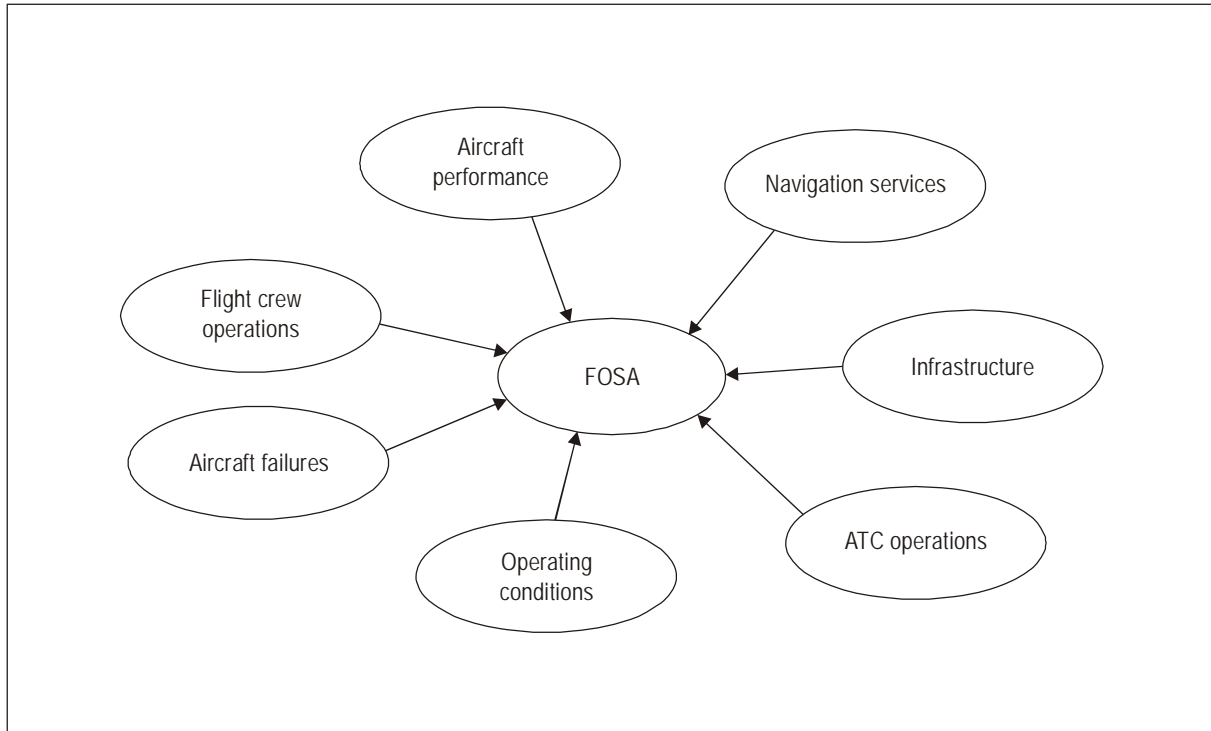 Aircraft
performance
Navigation services
Flight crew
operations
FOSA
Infrastructure
Aircraft failures
ATC operations
Operating
conditions